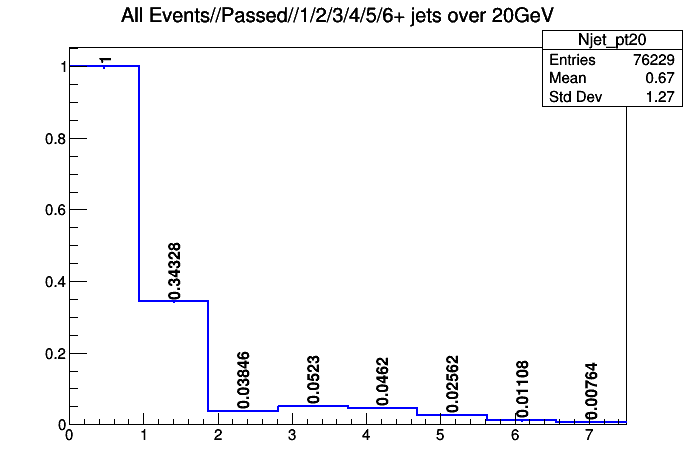 All Events//Passed//1/2/3/4/5/6+ jets over 20GeV
Njet_pt20
Entries 76229
Mean 0.67
Std Dev 1.27
1
0.8
0.6
0.4
0.2
0
1
0.34328
0.03846
0.0523
0.0462
0.02562
0.01108
0.00764
0 1 2 3 4 5 6 7